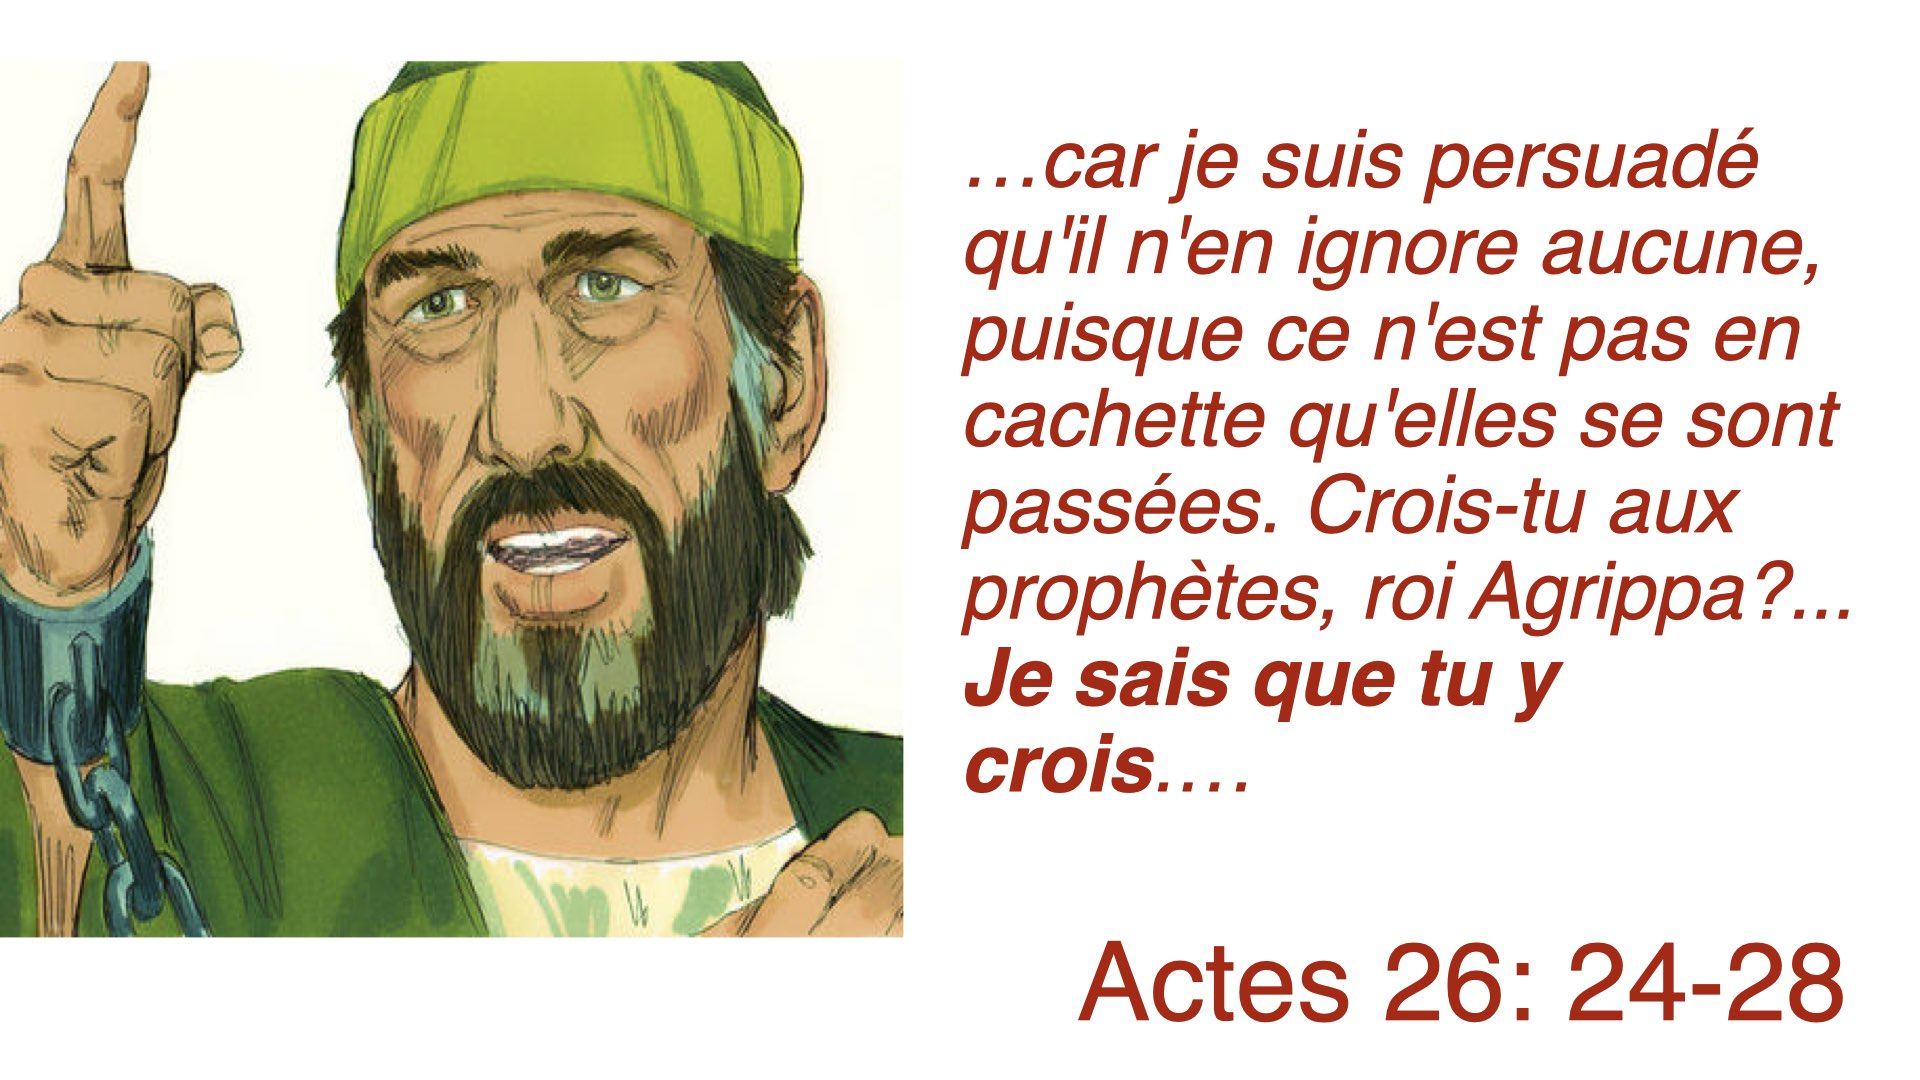 …car je suis persuadé
qu'il n'en ignore aucune,
puisque ce n'est pas en
cachette qu'elles se sont
passées. Crois-tu aux
prophètes, roi Agrippa?...
Je sais que tu y
crois.…
Actes 26: 24-28